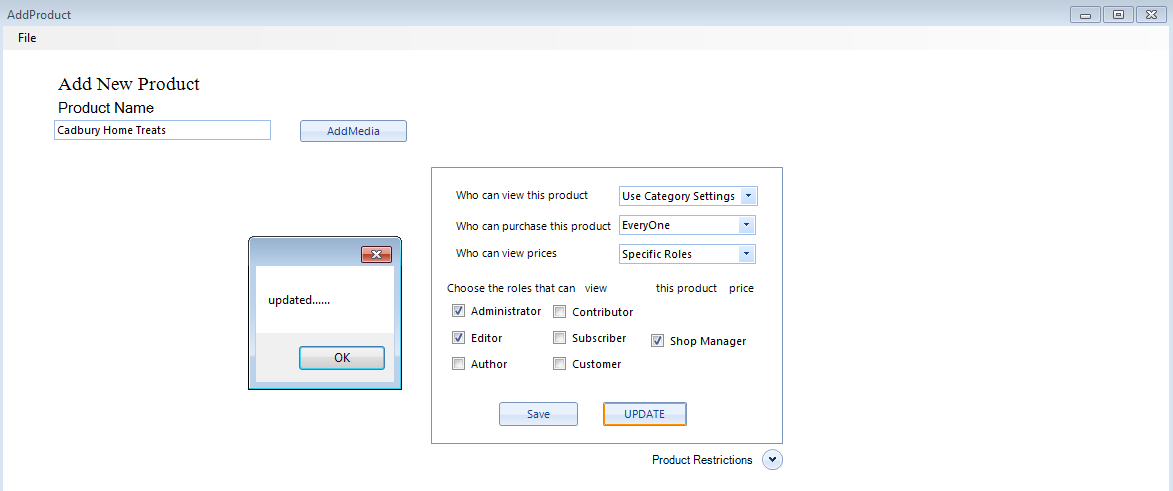 AddProduct
File
Add New Product
Product Name
Cadbury Home Treats
AddMedia
Who can view this product
Use Category Settings
Who can purchase this product
EveryOne
Who can view prices
Specific Roles
updated......
OK
Choose the roles that can view this product price
Administrator
Contributor
Editor
Subscriber
Shop Manager
Author
Customer
Save
UPDATE
Product Restrictions